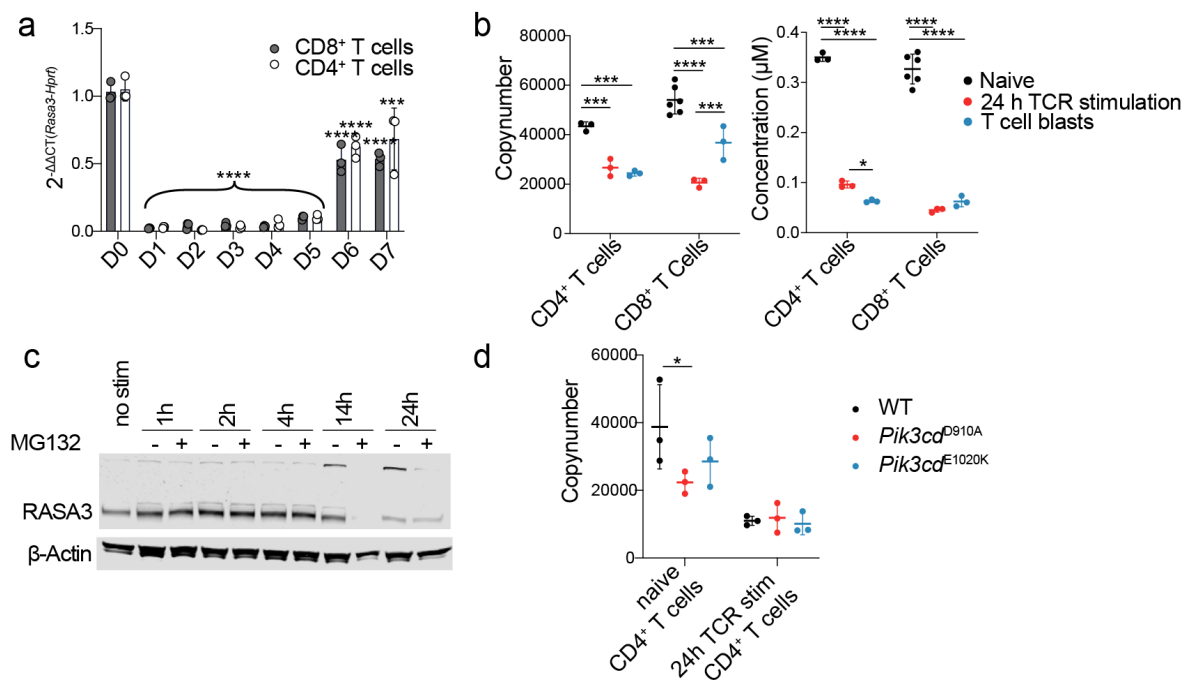 a
2-ΔΔCT(Rasa3-Hprt)
1.5
1.0
0.5
0.0
CD8+ T cells
CD4+ T cells
****
****
****
****
***
D0 D1 D2 D3 D4 D5 D6 D7
b
Copynumber
80000
60000
40000
20000
0
***
***
***
****
***
CD4+ T Cells
CD8+ T Cells
Concentration (µM)
0.4
0.3
0.2
0.1
0.0
****
****
*
****
****
CD4+ T Cells
CD8+ T Cells
Naive
24 h TCR stimulation
T cell blasts
c
no stim 1h 2h 4h 14h 24h
MG132 - + - + - + - + - +
RASA3
β-Actin
d
Copynumber
60000
40000
20000
0
*
naive
CD4+ T cells
24h TCR stim
CD4+ T cells
WT
Pik3cdD910A
Pik3cdE1020K